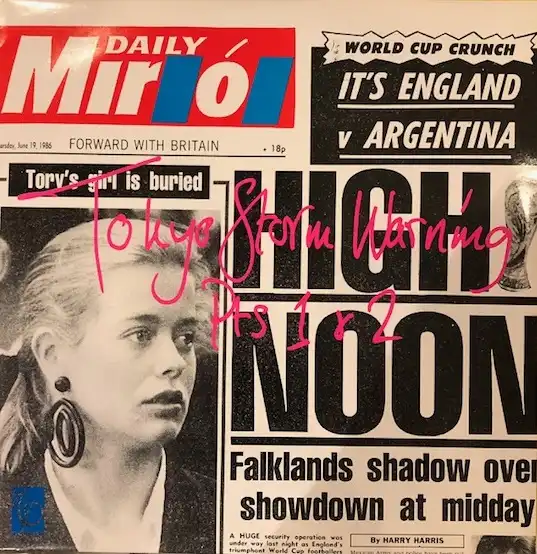 DAILY
Mirról
Thursday, June 19, 1986
FORWARD WITH BRITAIN
• 18p
WORLD CUP CRUNCH
IT'S ENGLAND
v ARGENTINA
Tory's girl is buried
HIGH
NOON
Tokyo Storm Warning
Pts 1 & 2
Falklands shadow over
showdown at midday
A HUGE security operation was
under way last night as England's
triumphant World Cup footballers
By HARRY HARRIS